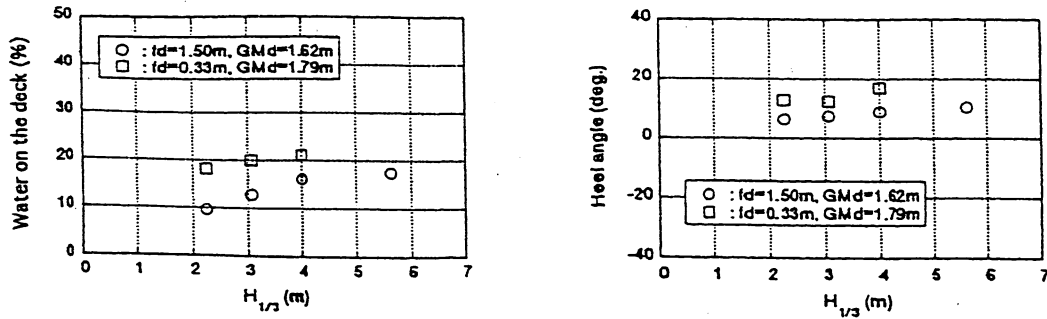 50
40
30
20
10
0
Water on the deck (%)
○ : fd=1.50m, GMd=1.62m
□ : fd=0.33m, GMd=1.79m
0 1 2 3 4 5 6 7
H1/3 (m)
40
20
0
-20
-40
Heel angle (deg.)
○ : fd=1.50m, GMd=1.62m
□ : fd=0.33m, GMd=1.79m
0 1 2 3 4 5 6 7
H1/3 (m)